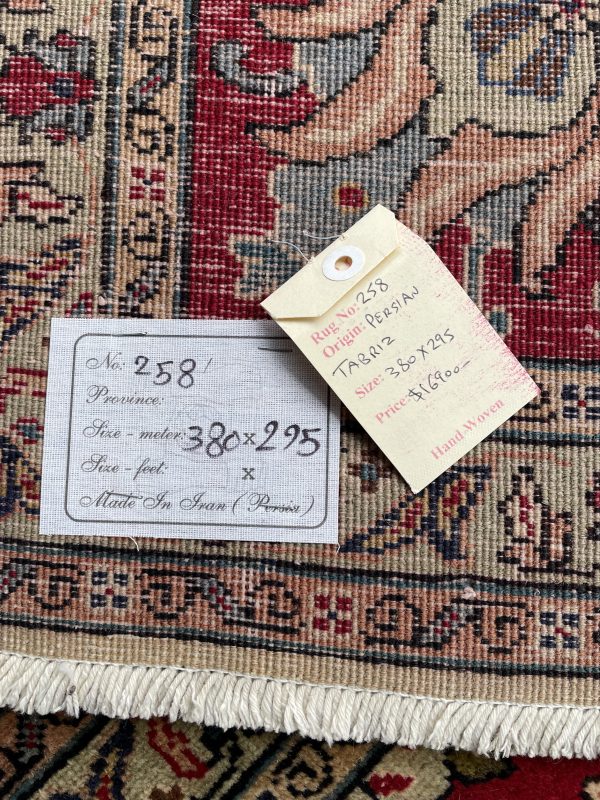 No: 258
Province:
Size - meter: 380 x 295
Size - feet: x
Made In Iran (Persia)
Rug No. 258
Origin: PERSIAN
TABRIZ
Size: 380 X 295
Price: $16900-
Hand Woven